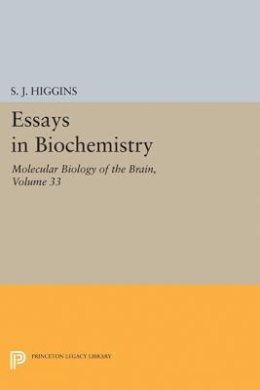 S. J. HIGGINS
Essays
in Biochemistry
Molecular Biology of the Brain,
Volume 33
PRINCETON LEGACY LIBRARY